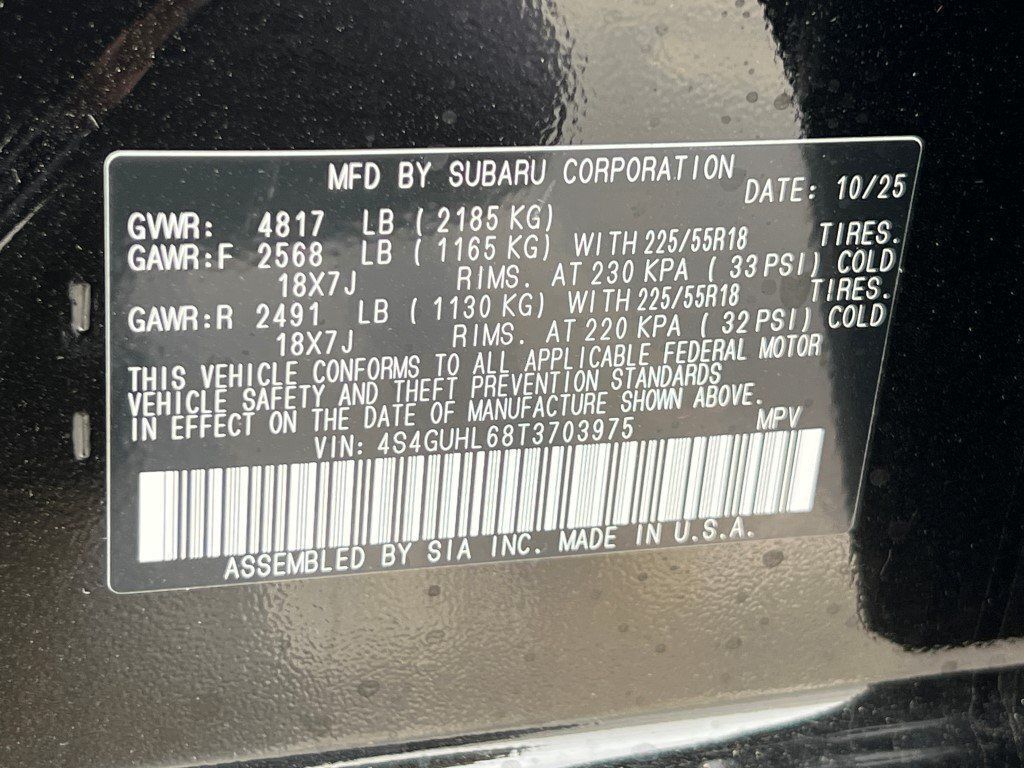 MFD BY SUBARU CORPORATION
DATE: 10/25
GVWR: 4817 LB ( 2185 KG)
GAWR:F 2568 LB ( 1165 KG) WITH 225/55R18 TIRES.
18X7J RIMS. AT 230 KPA ( 33 PSI) COLD
GAWR:R 2491 LB ( 1130 KG) WITH 225/55R18 TIRES.
18X7J RIMS. AT 220 KPA ( 32 PSI) COLD
THIS VEHICLE CONFORMS TO ALL APPLICABLE FEDERAL MOTOR
VEHICLE SAFETY AND THEFT PREVENTION STANDARDS
IN EFFECT ON THE DATE OF MANUFACTURE SHOWN ABOVE.
VIN: 4S4GUHL68T3703975 MPV
ASSEMBLED BY SIA INC. MADE IN U.S.A.